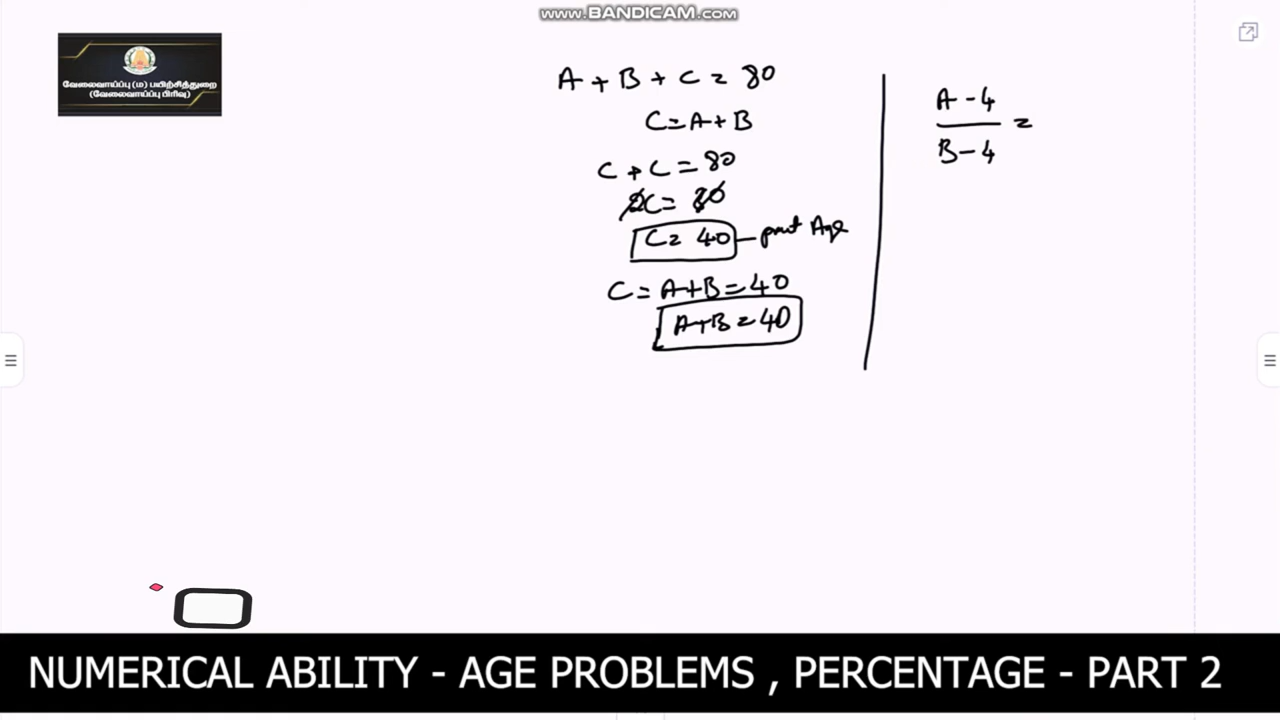 WWW.BANDICAM.COM
வேலைவாய்ப்பு (ம) பயிற்சித்துறை
(வேலைவாய்ப்பு பிரிவு)
A + B + C = 80
C = A + B
C + C = 80
2C = 80
C = 40 — Age
C = A+B = 40
A+B = 40
A - 4
B - 4
=
NUMERICAL ABILITY - AGE PROBLEMS , PERCENTAGE - PART 2